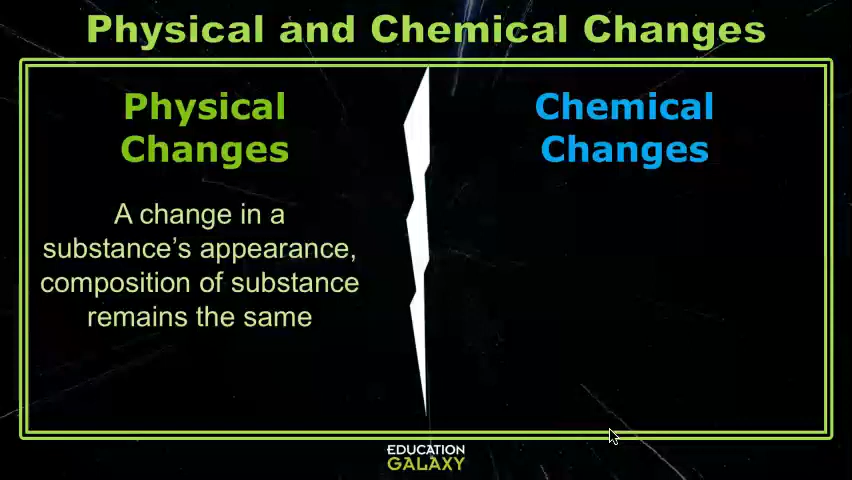 Physical and Chemical Changes
Physical
Changes
A change in a
substance’s appearance,
composition of substance
remains the same
Chemical
Changes
EDUCATION
GALAXY